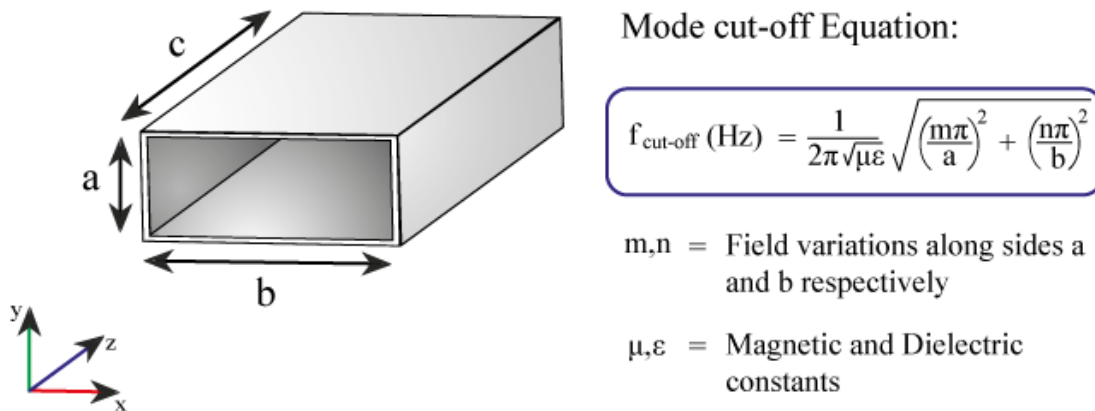 c
a
b
y
z
x
Mode cut-off Equation:
f cut-off (Hz) = 1/(2π√με) √((mπ/a)² + (nπ/b)²)
m,n = Field variations along sides a
and b respectively
μ,ε = Magnetic and Dielectric
constants